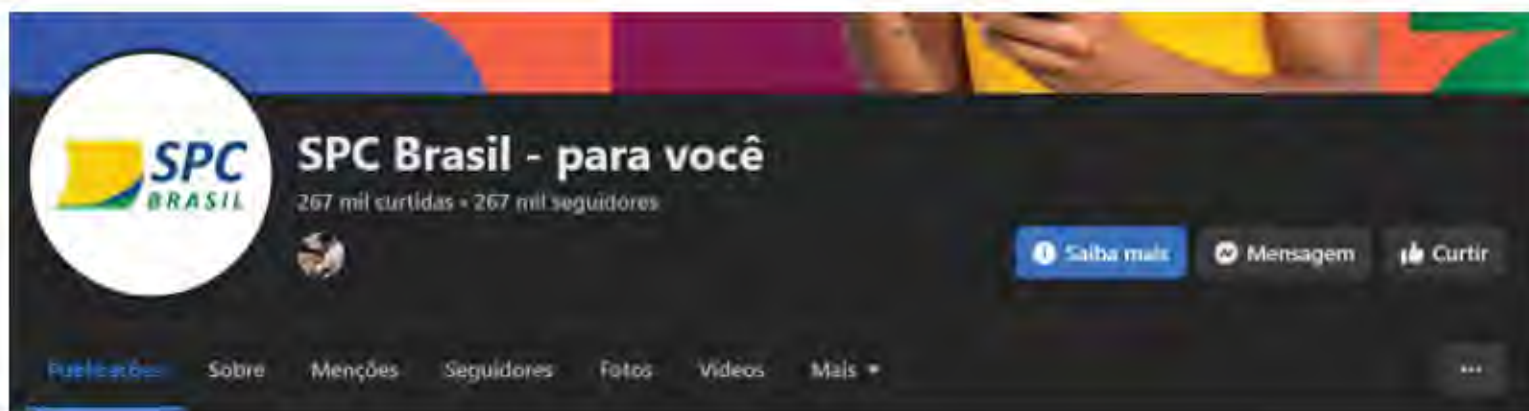 SPC
BRASIL
SPC Brasil - para você
267 mil curtidas • 267 mil seguidores
Saiba mais Mensagem Curtir
Publicações Sobre Menções Seguidores Fotos Vídeos Mais